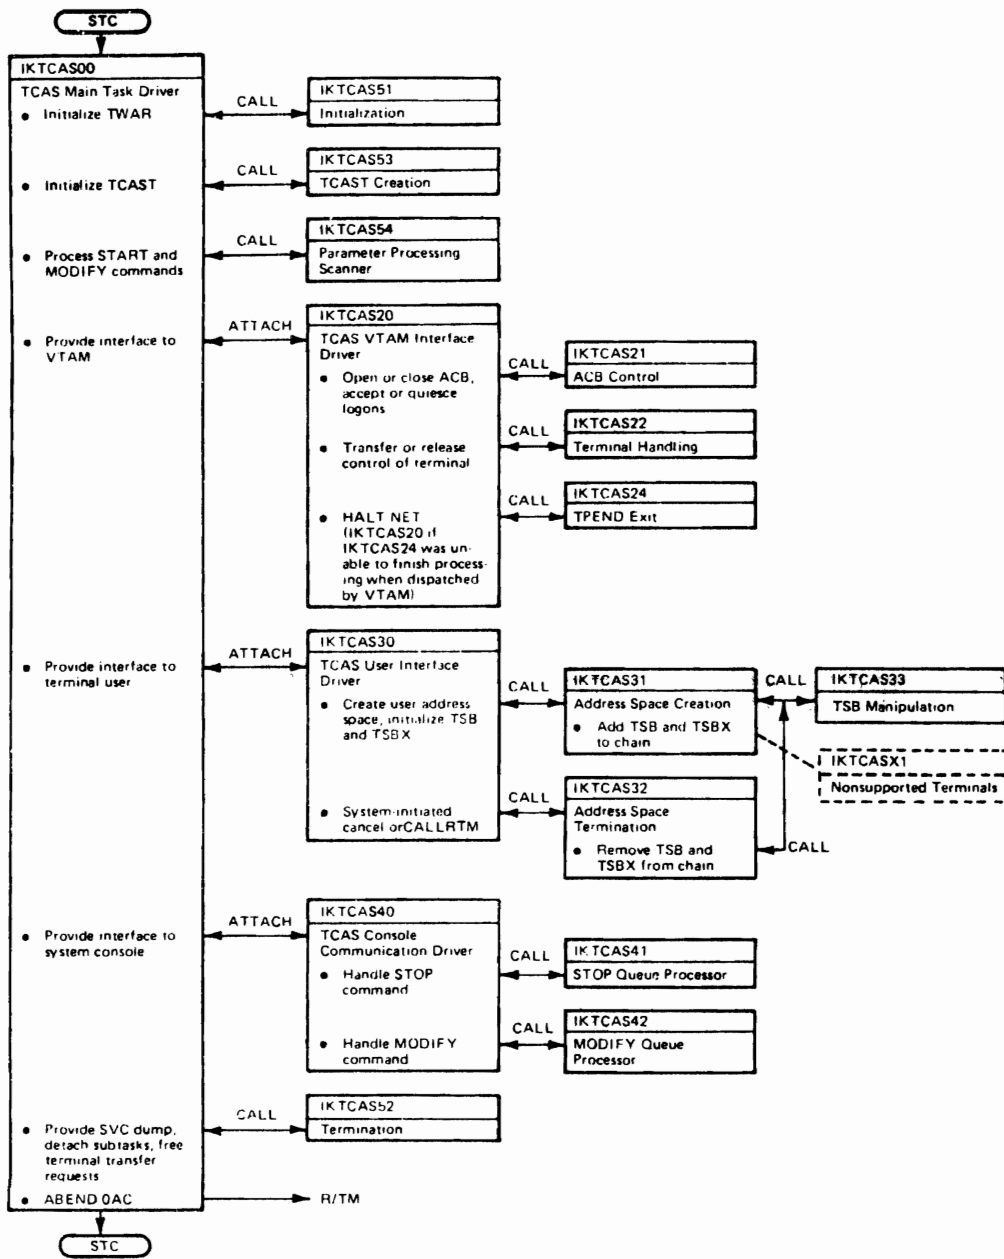 STC
IKTCAS00
TCAS Main Task Driver
• Initialize TWAR
CALL
IKTCAS51
Initialization
• Initialize TCAST
CALL
IKTCAS53
TCAST Creation
• Process START and
MODIFY commands
CALL
IKTCAS54
Parameter Processing
Scanner
• Provide interface to
VTAM
ATTACH
IKTCAS20
TCAS VTAM Interface
Driver
• Open or close ACB,
accept or quiesce
logons
CALL
IKTCAS21
ACB Control
• Transfer or release
control of terminal
CALL
IKTCAS22
Terminal Handling
• HALT NET
(IKTCAS20 if
IKTCAS24 was un-
able to finish process-
ing when dispatched
by VTAM)
CALL
IKTCAS24
TPEND Exit
• Provide interface to
terminal user
ATTACH
IKTCAS30
TCAS User Interface
Driver
• Create user address
space, initialize TSB
and TSBX
CALL
IKTCAS31
Address Space Creation
• Add TSB and TSBX
to chain
CALL
IKTCAS33
TSB Manipulation
IKTCASX1
Nonsupported Terminals
• System-initiated
cancel orCALLRTM
CALL
IKTCAS32
Address Space
Termination
• Remove TSB and
TSBX from chain
CALL
• Provide interface to
system console
ATTACH
IKTCAS40
TCAS Console
Communication Driver
• Handle STOP
command
CALL
IKTCAS41
STOP Queue Processor
• Handle MODIFY
command
CALL
IKTCAS42
MODIFY Queue
Processor
• Provide SVC dump,
detach subtasks, free
terminal transfer
requests
CALL
IKTCAS52
Termination
• ABEND 0AC
R/TM
STC